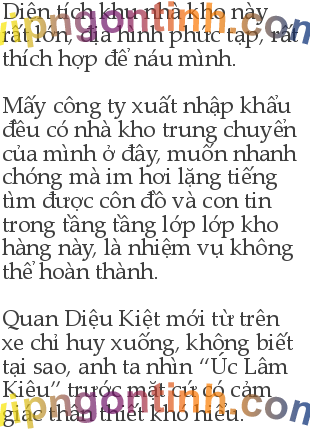 Diện tích khu nhà kho này
rất lớn, địa hình phức tạp, rất
thích hợp để náu mình.
Mấy công ty xuất nhập khẩu
đều có nhà kho trung chuyển
của mình ở đây, muốn nhanh
chóng mà im hơi lặng tiếng
tìm được côn đồ và con tin
trong tầng tầng lớp lớp kho
hàng này, là nhiệm vụ không
thể hoàn thành.
Quan Diệu Kiệt mới từ trên
xe chỉ huy xuống, không biết
tại sao, anh ta nhìn “Úc Lâm
Kiêu” trước mặt cứ có cảm
giác thân thiết khó hiểu.
vipngontinh.com